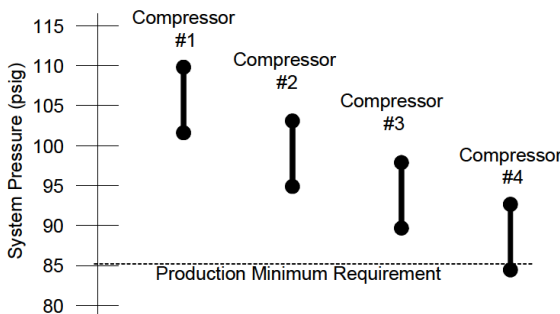 System Pressure (psig)
115
110
105
100
95
90
85
80
Compressor
#1
Compressor
#2
Compressor
#3
Compressor
#4
Production Minimum Requirement